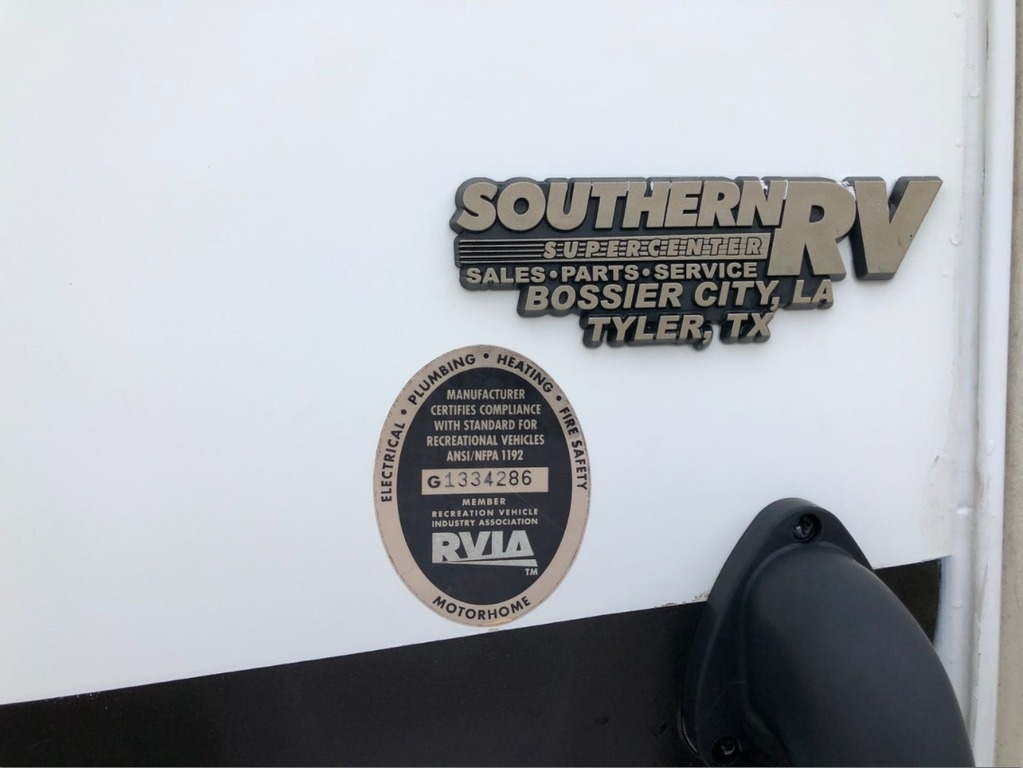 SOUTHERN RV
SUPERCENTER
SALES • PARTS • SERVICE
BOSSIER CITY, LA
TYLER, TX
ELECTRICAL • PLUMBING • HEATING • FIRE SAFETY
MANUFACTURER
CERTIFIES COMPLIANCE
WITH STANDARD FOR
RECREATIONAL VEHICLES
ANSI/NFPA 1192
G1334286
MEMBER
RECREATION VEHICLE
INDUSTRY ASSOCIATION
RVIA
TM
MOTORHOME